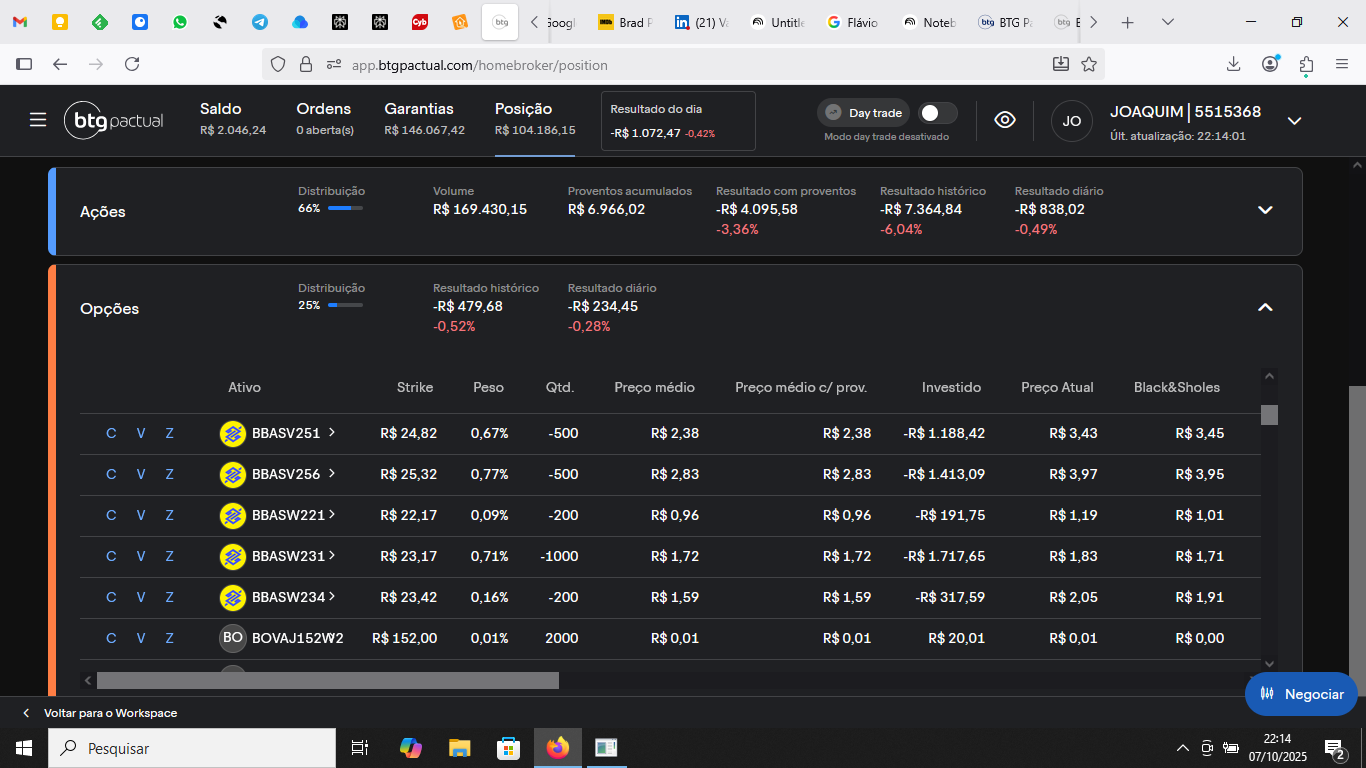 btg
Goog
IMDb Brad P
(21) Va
Untitle
Flávio
Noteb
btg BTG Pa
btg
Cyb
app.btgpactual.com/homebroker/position
btg pactual
Saldo
R$ 2.046,24
Ordens
0 aberta(s)
Garantias
R$ 146.067,42
Posição
R$ 104.186,15
Resultado do dia
-R$ 1.072,47 -0,42%
Day trade
Modo day trade desativado
JO
JOAQUIM | 5515368
Últ. atualização: 22:14:01
Ações
Distribuição
66%
Volume
R$ 169.430,15
Proventos acumulados
R$ 6.966,02
Resultado com proventos
-R$ 4.095,58
-3,36%
Resultado histórico
-R$ 7.364,84
-6,04%
Resultado diário
-R$ 838,02
-0,49%
Opções
Distribuição
25%
Resultado histórico
-R$ 479,68
-0,52%
Resultado diário
-R$ 234,45
-0,28%
Ativo Strike Peso Qtd. Preço médio Preço médio c/ prov. Investido Preço Atual Black&Sholes
C V Z BBASV251 R$ 24,82 0,67% -500 R$ 2,38 R$ 2,38 -R$ 1.188,42 R$ 3,43 R$ 3,45
C V Z BBASV256 R$ 25,32 0,77% -500 R$ 2,83 R$ 2,83 -R$ 1.413,09 R$ 3,97 R$ 3,95
C V Z BBASW221 R$ 22,17 0,09% -200 R$ 0,96 R$ 0,96 -R$ 191,75 R$ 1,19 R$ 1,01
C V Z BBASW231 R$ 23,17 0,71% -1000 R$ 1,72 R$ 1,72 -R$ 1.717,65 R$ 1,83 R$ 1,71
C V Z BBASW234 R$ 23,42 0,16% -200 R$ 1,59 R$ 1,59 -R$ 317,59 R$ 2,05 R$ 1,91
C V Z BO BOVAJ152W2 R$ 152,00 0,01% 2000 R$ 0,01 R$ 0,01 R$ 20,01 R$ 0,01 R$ 0,00
Negociar
Voltar para o Workspace
Pesquisar
22:14
07/10/2025
2